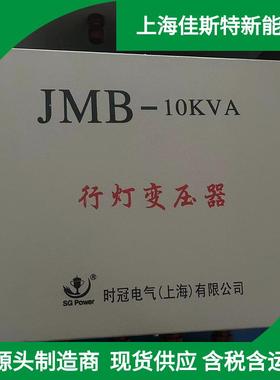 上海佳斯特新能
JMB-10KVA
行灯变压器
®
SG Power
时冠电气(上海)有限公司
源头制造商 现货供应 含税含运